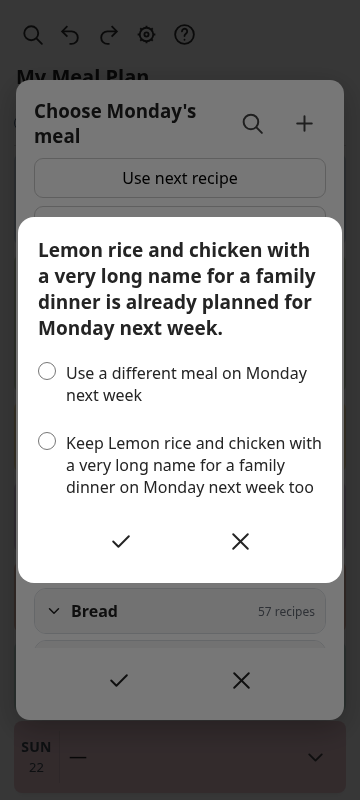 My Meal Plan
Choose Monday's
meal
Use next recipe
Lemon rice and chicken with
a very long name for a family
dinner is already planned for
Monday next week.
Use a different meal on Monday
next week
Keep Lemon rice and chicken with
a very long name for a family
dinner on Monday next week too
Bread
57 recipes
SUN
22
—